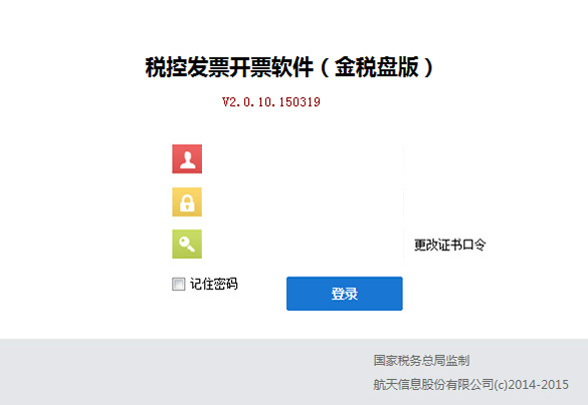 税控发票开票软件（金税盘版）
V2.0.10.150319
更改证书口令
记住密码
登录
国家税务总局监制
航天信息股份有限公司(c)2014-2015